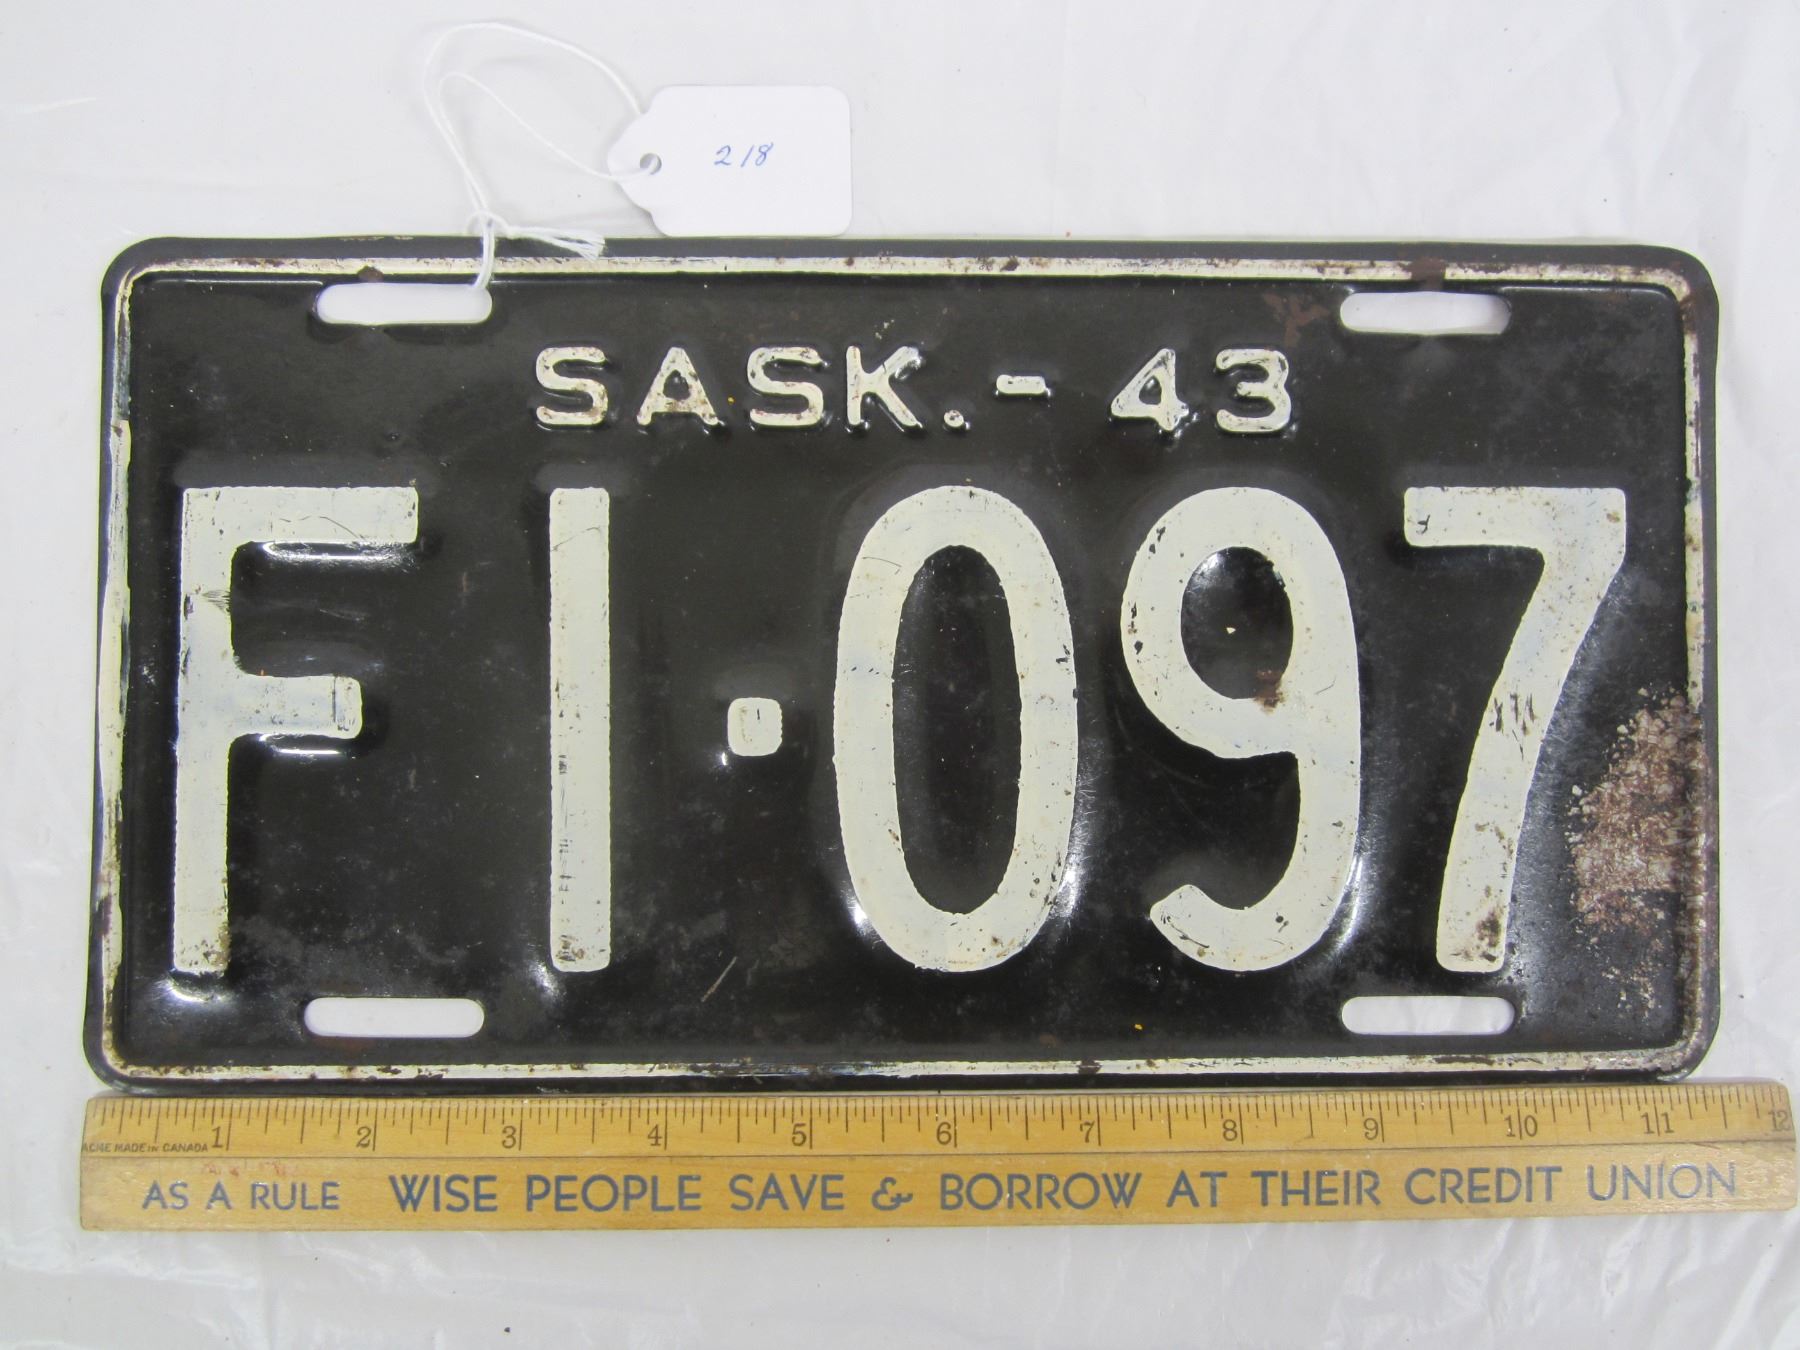 218
SASK.-43
F1·097
1 2 3 4 5 6 7 8 9 10 11 12
ACME MADE IN CANADA
AS A RULE WISE PEOPLE SAVE & BORROW AT THEIR CREDIT UNION